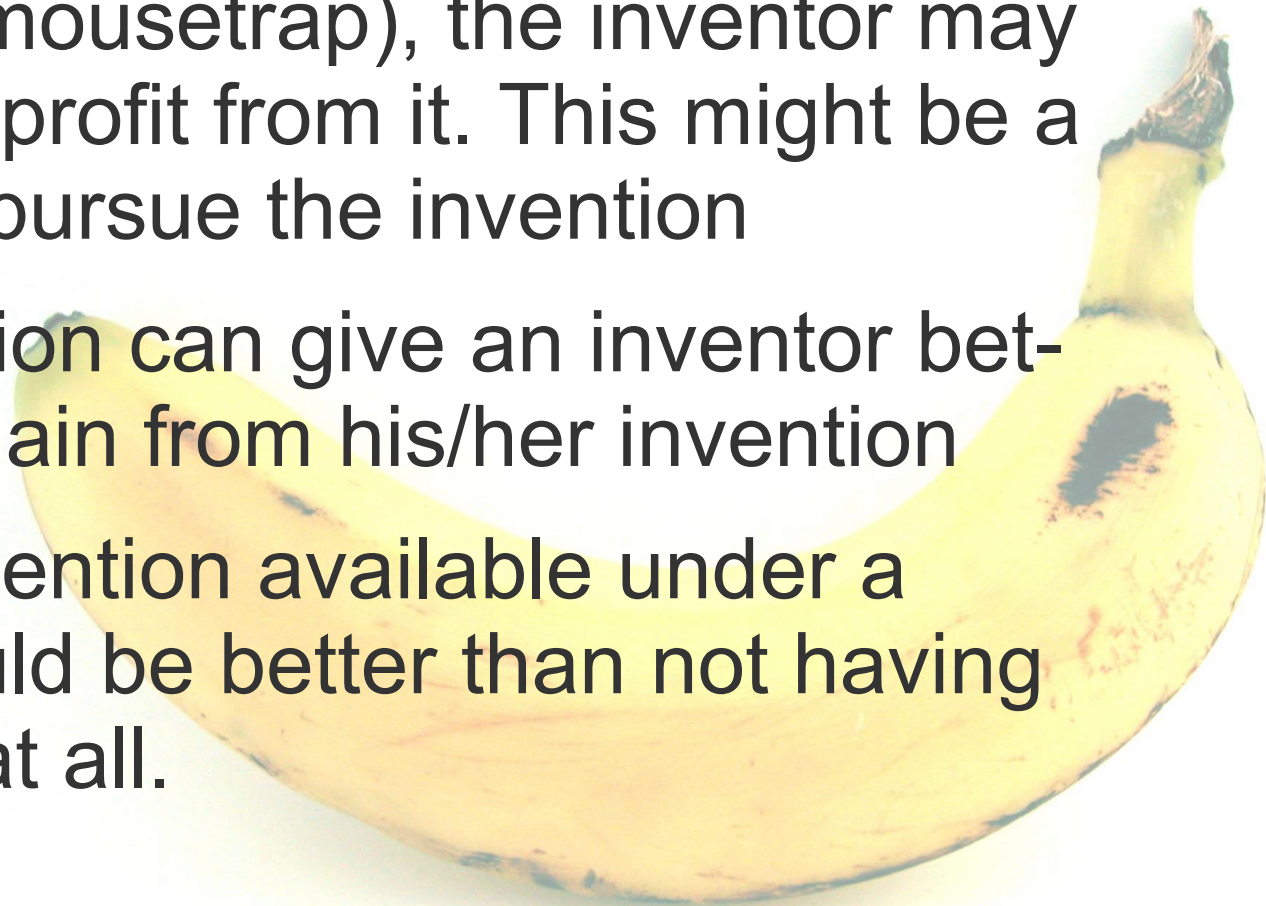 mousetrap), the inventor may
profit from it. This might be a
pursue the invention
ion can give an inventor bet-
ain from his/her invention
ention available under a
uld be better than not having
at all.